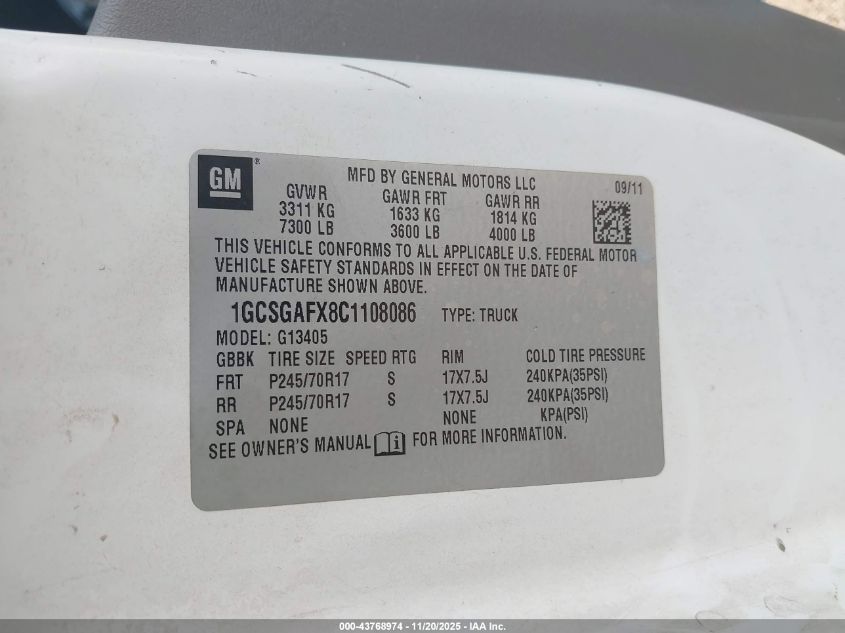 GM®
MFD BY GENERAL MOTORS LLC 09/11
GVWR GAWR FRT GAWR RR
3311 KG 1633 KG 1814 KG
7300 LB 3600 LB 4000 LB
THIS VEHICLE CONFORMS TO ALL APPLICABLE U.S. FEDERAL MOTOR
VEHICLE SAFETY STANDARDS IN EFFECT ON THE DATE OF
MANUFACTURE SHOWN ABOVE.
1GCSGAFX8C1108086 TYPE: TRUCK
MODEL: G13405
GBBK TIRE SIZE SPEED RTG RIM COLD TIRE PRESSURE
FRT P245/70R17 S 17X7.5J 240KPA(35PSI)
RR P245/70R17 S 17X7.5J 240KPA(35PSI)
SPA NONE NONE KPA(PSI)
SEE OWNER'S MANUAL i FOR MORE INFORMATION.
000-43768974 - 11/20/2025 - IAA Inc.